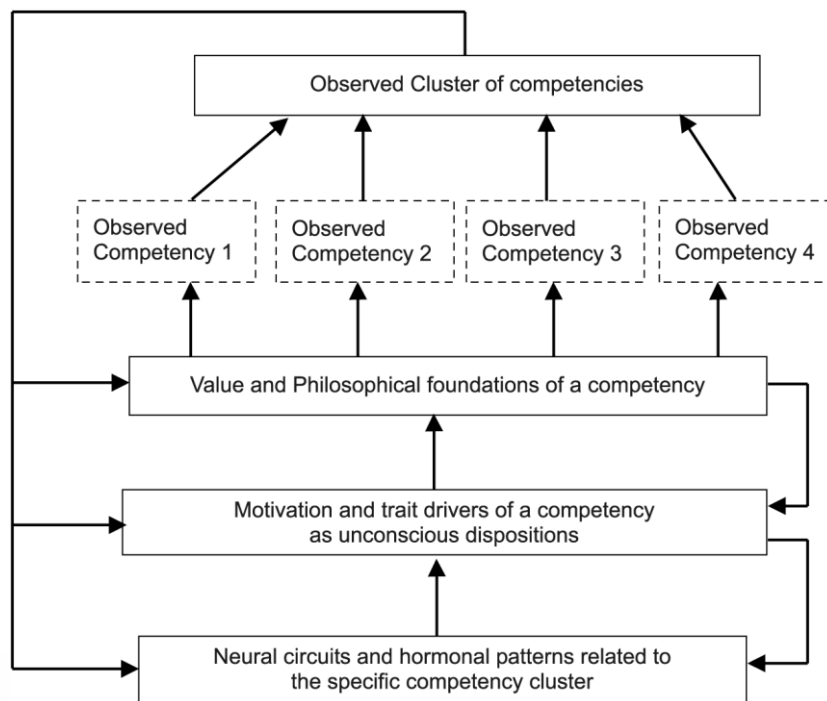 Observed Cluster of competencies
Observed
Competency 1
Observed
Competency 2
Observed
Competency 3
Observed
Competency 4
Value and Philosophical foundations of a competency
Motivation and trait drivers of a competency
as unconscious dispositions
Neural circuits and hormonal patterns related to
the specific competency cluster